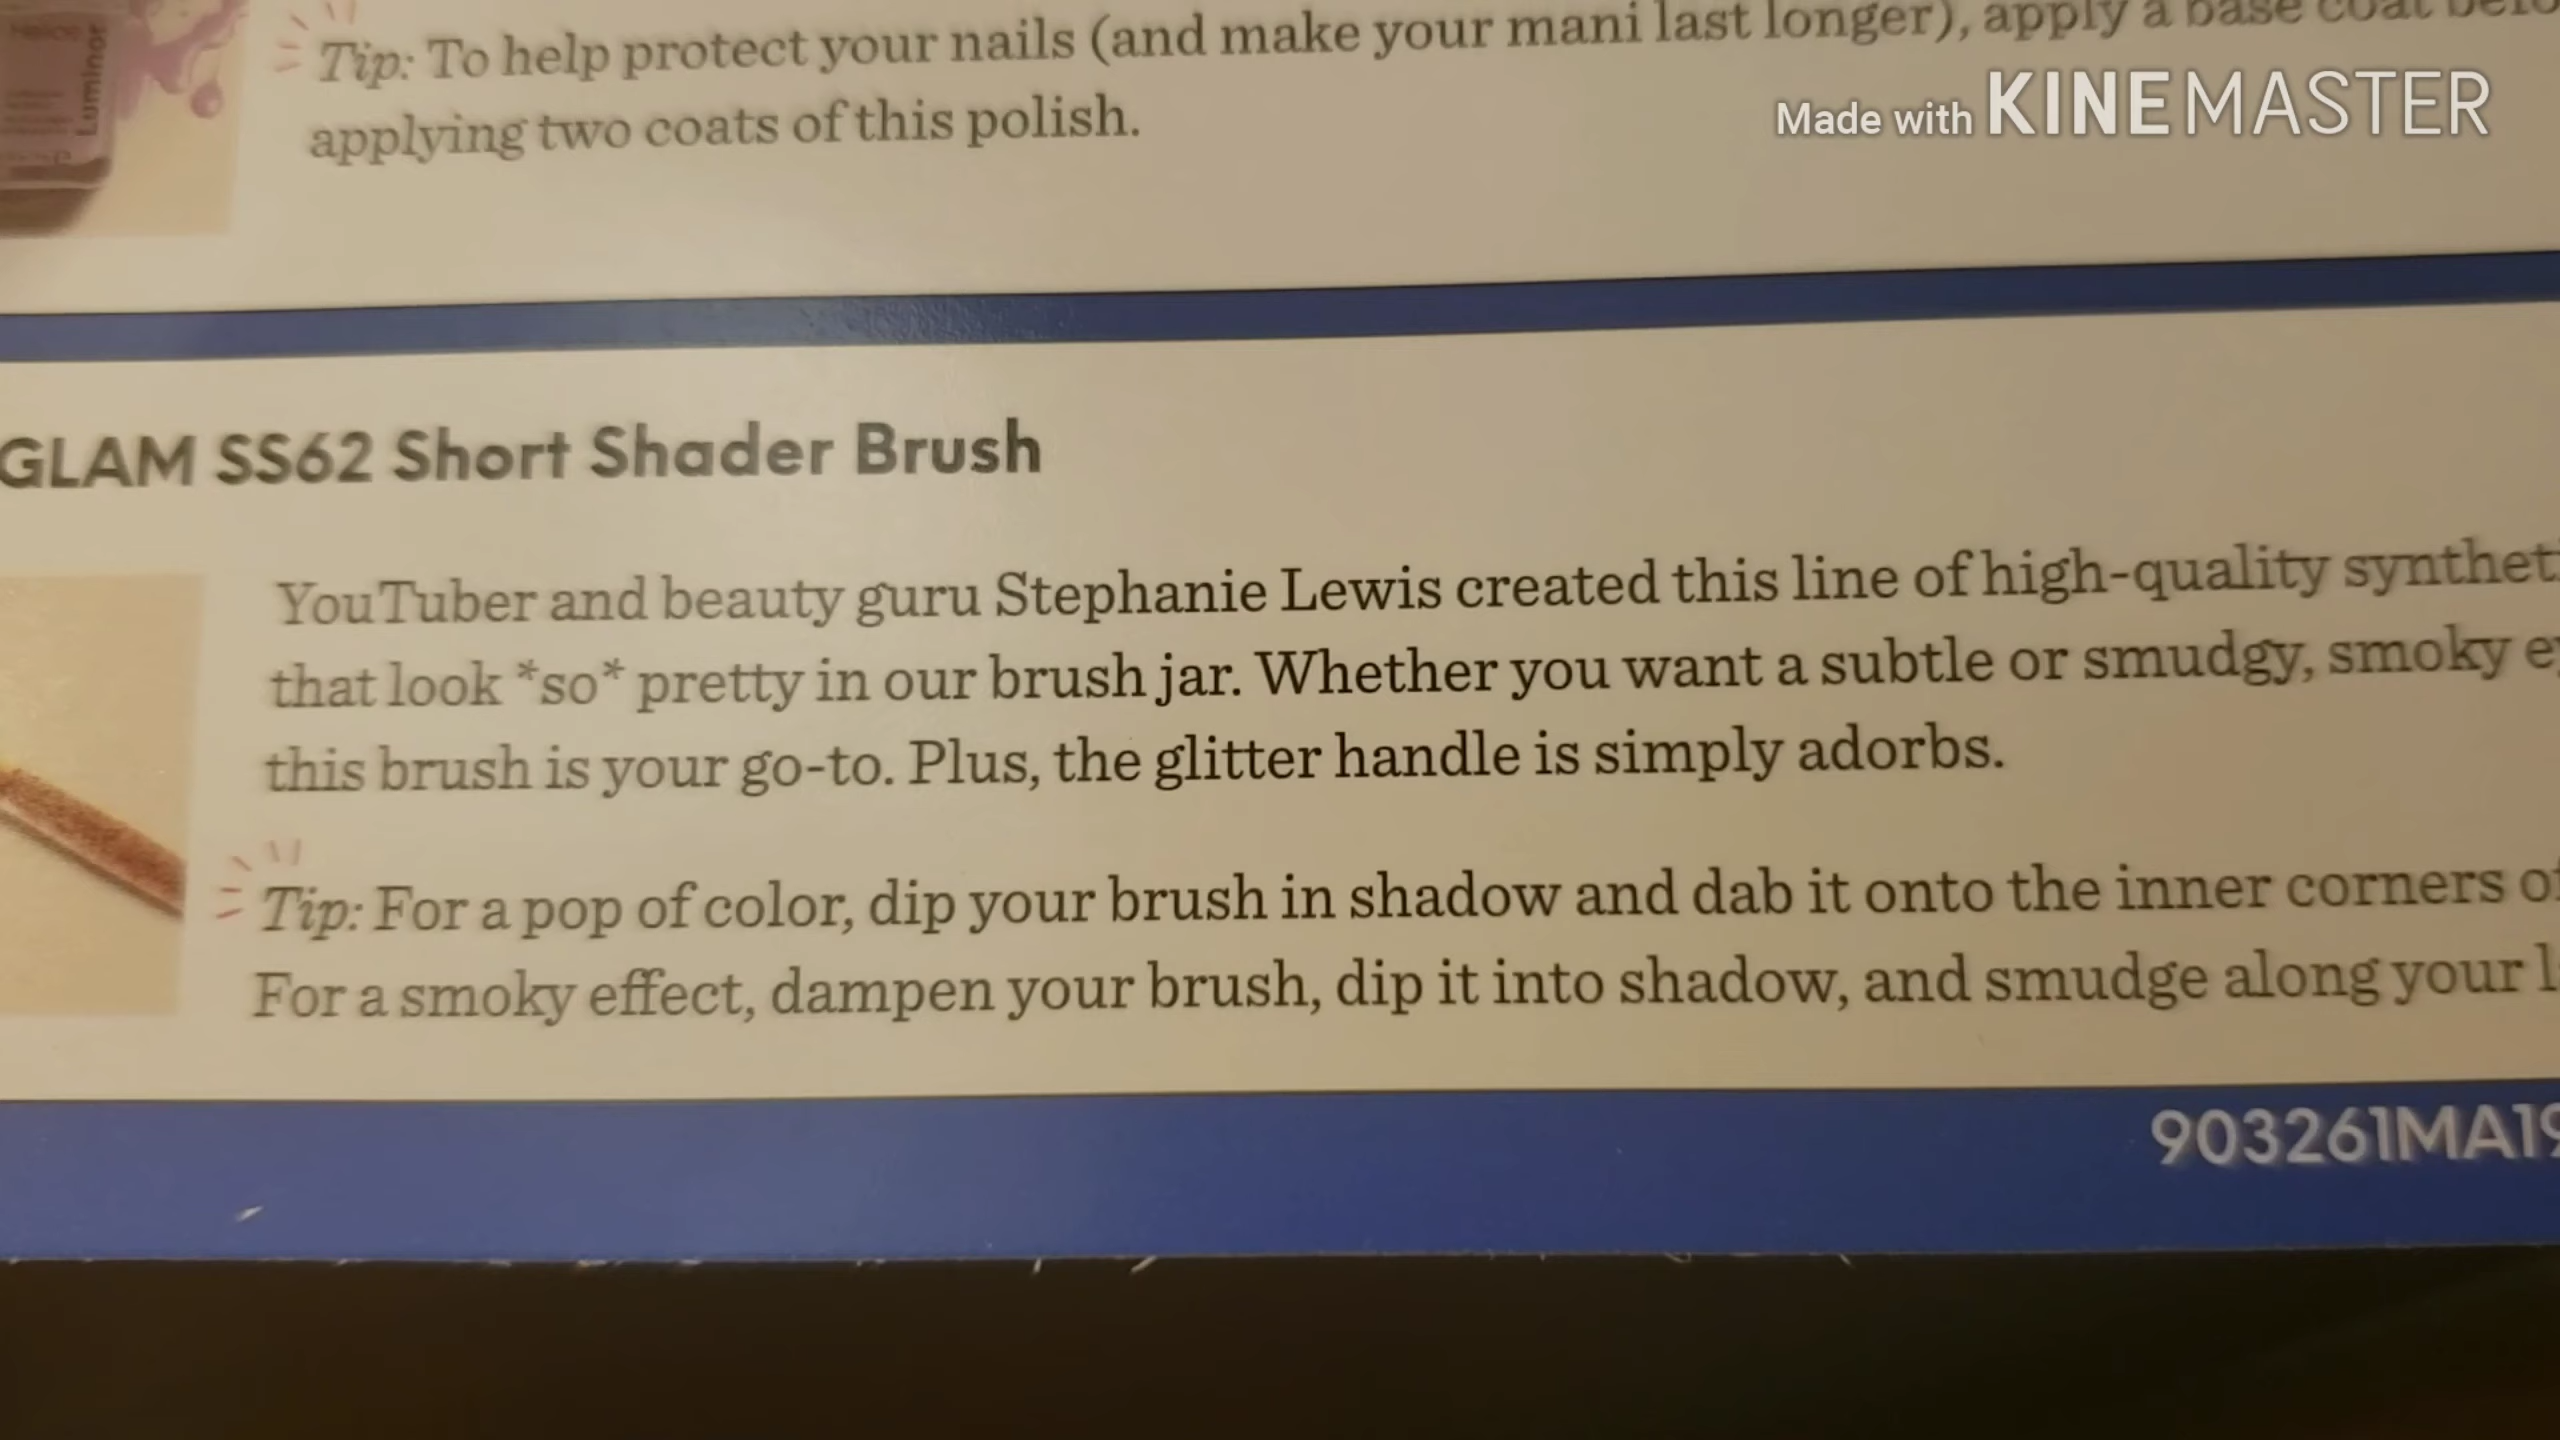 Tip: To help protect your nails (and make your mani last longer), apply a base coat
applying two coats of this polish.
Made with KINEMASTER
Luminor
GLAM SS62 Short Shader Brush
YouTuber and beauty guru Stephanie Lewis created this line of high-quality
that look *so* pretty in our brush jar. Whether you want a subtle or smudgy, smoky
this brush is your go-to. Plus, the glitter handle is simply adorbs.
Tip: For a pop of color, dip your brush in shadow and dab it onto the inner corners
For a smoky effect, dampen your brush, dip it into shadow, and smudge along your
903261MA19